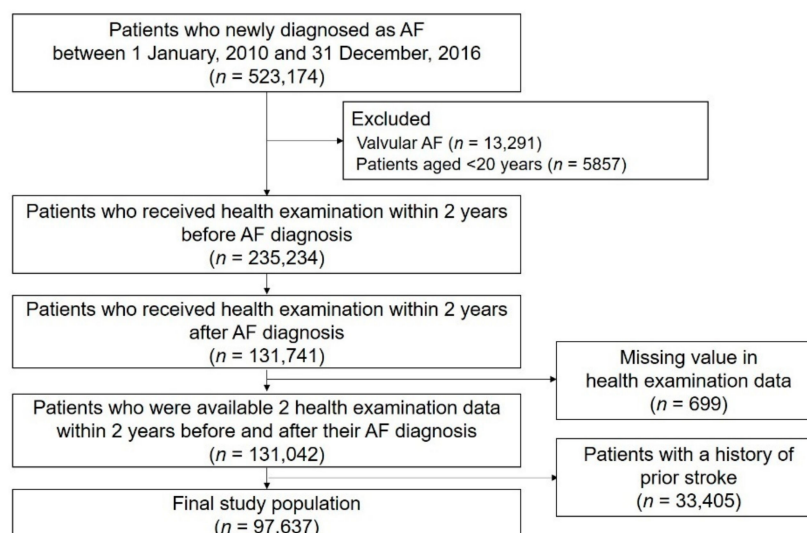 Patients who newly diagnosed as AF
between 1 January, 2010 and 31 December, 2016
(n = 523,174)
Excluded
Valvular AF (n = 13,291)
Patients aged <20 years (n = 5857)
Patients who received health examination within 2 years
before AF diagnosis
(n = 235,234)
Patients who received health examination within 2 years
after AF diagnosis
(n = 131,741)
Missing value in
health examination data
(n = 699)
Patients who were available 2 health examination data
within 2 years before and after their AF diagnosis
(n = 131,042)
Patients with a history of
prior stroke
(n = 33,405)
Final study population
(n = 97,637)